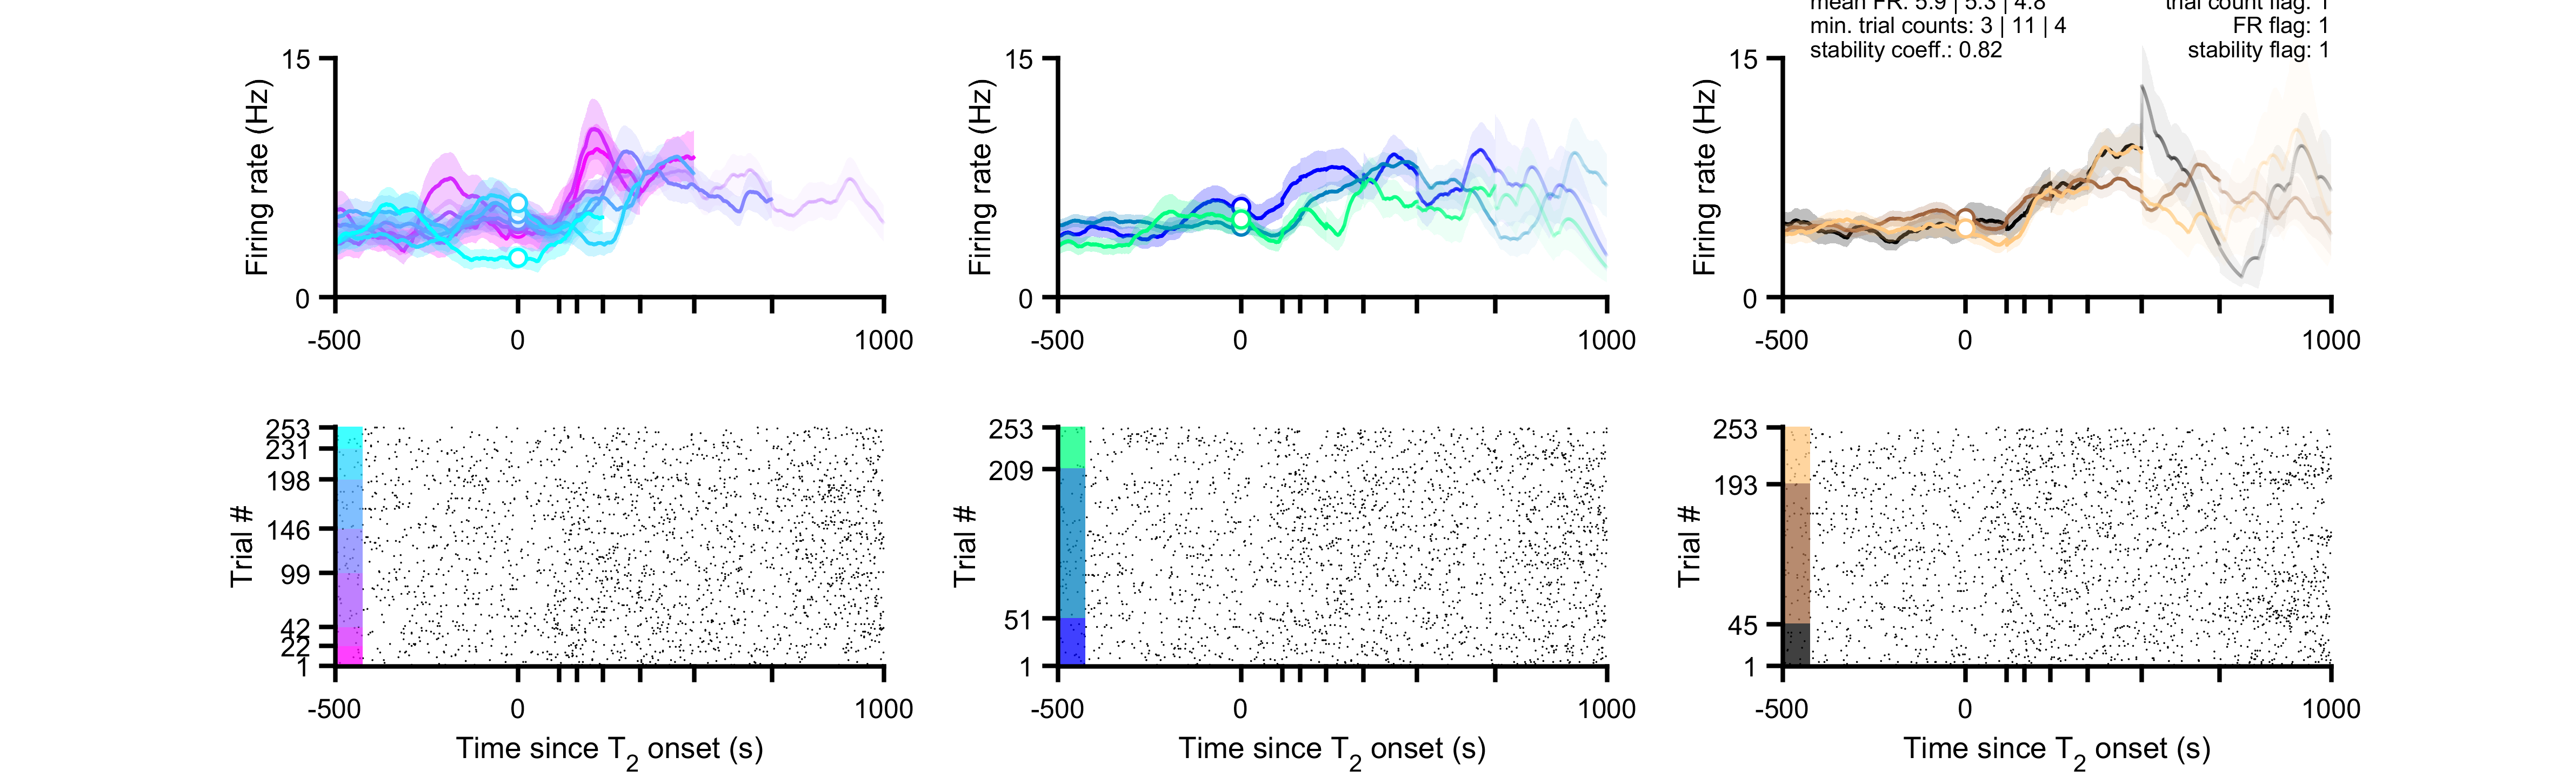 mean FR: 5.9 | 5.3 | 4.8
trial count flag: 1
min. trial counts: 3 | 11 | 4
FR flag: 1
stability coeff.: 0.82
stability flag: 1
15
Firing rate (Hz)
0
-500
0
1000
15
Firing rate (Hz)
0
-500
0
1000
15
Firing rate (Hz)
0
-500
0
1000
253
231
198
146
99
42
22
1
Trial #
-500
0
1000
Time since T2 onset (s)
253
209
51
1
Trial #
-500
0
1000
Time since T2 onset (s)
253
193
45
1
Trial #
-500
0
1000
Time since T2 onset (s)